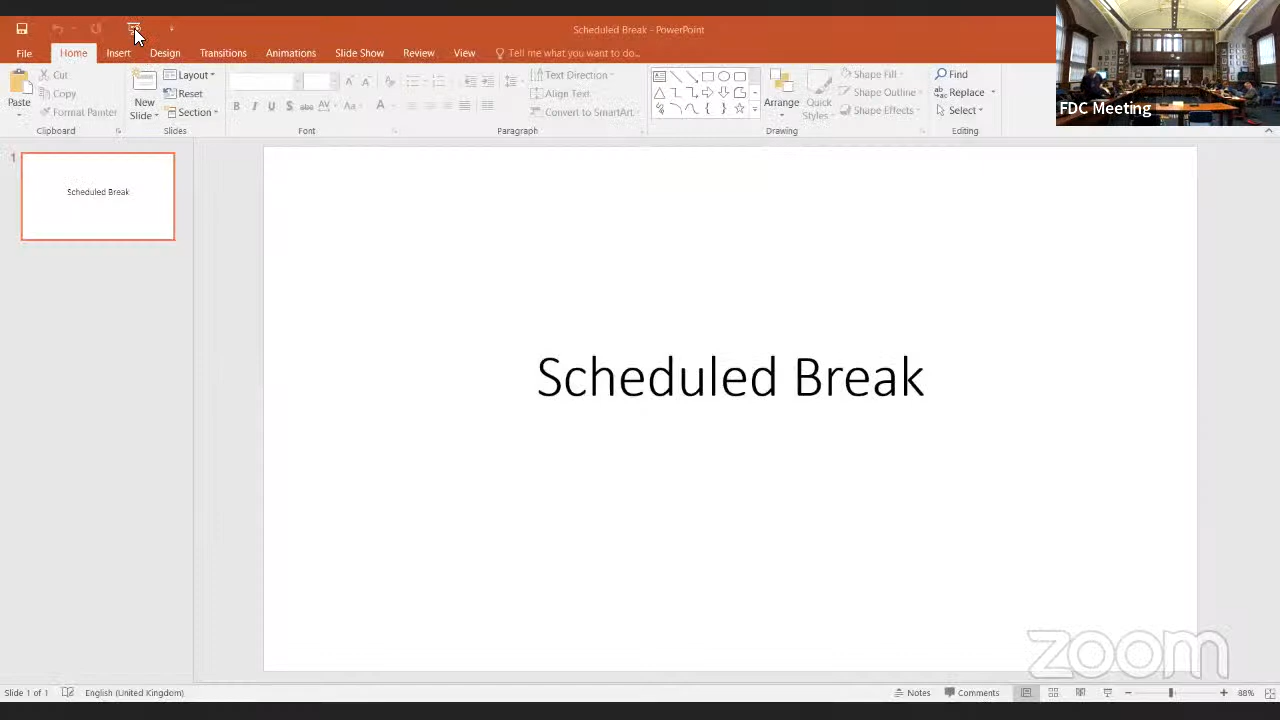 Scheduled Break - PowerPoint
File Home Insert Design Transitions Animations Slide Show Review View Tell me what you want to do...
FDC Meeting
Paste
Cut
Copy
Format Painter
Clipboard
New
Slide
Layout
Reset
Section
Slides
B I U S abc AV
Font
Text Direction
Align Text
Convert to SmartArt
Paragraph
Arrange
Quick
Styles
Shape Fill
Shape Outline
Shape Effects
Drawing
Find
Replace
Select
Editing
1
Scheduled Break
Scheduled Break
zoom
Slide 1 of 1 English (United Kingdom) Notes Comments 88%